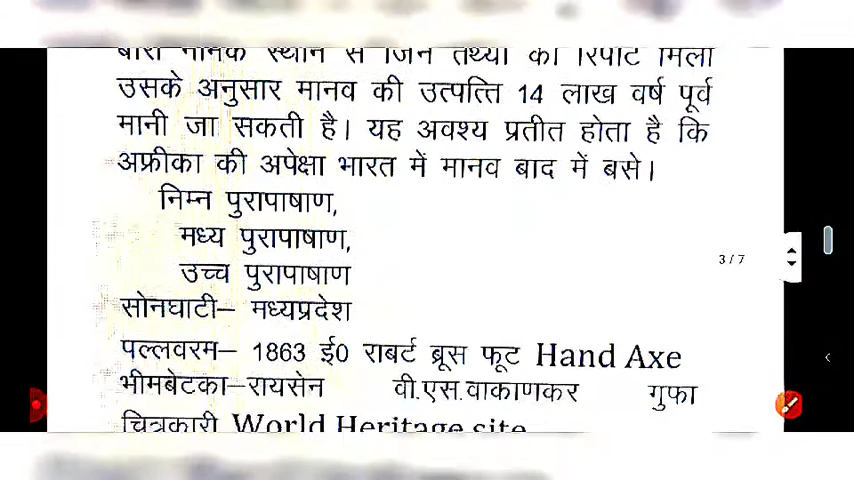 बोरी नामक स्थान से जिन तथ्यों की रिपोर्ट मिली
उसके अनुसार मानव की उत्पत्ति 14 लाख वर्ष पूर्व
मानी जा सकती है। यह अवश्य प्रतीत होता है कि
अफ्रीका की अपेक्षा भारत में मानव बाद में बसे।
निम्न पुरापाषाण,
मध्य पुरापाषाण,
उच्च पुरापाषाण
3 / 7
सोनघाटी– मध्यप्रदेश
पल्लवरम– 1863 ई0 राबर्ट ब्रूस फूट Hand Axe
भीमबेटका–रायसेन वी.एस.वाकाणकर गुफा
चित्रकारी World Heritage site